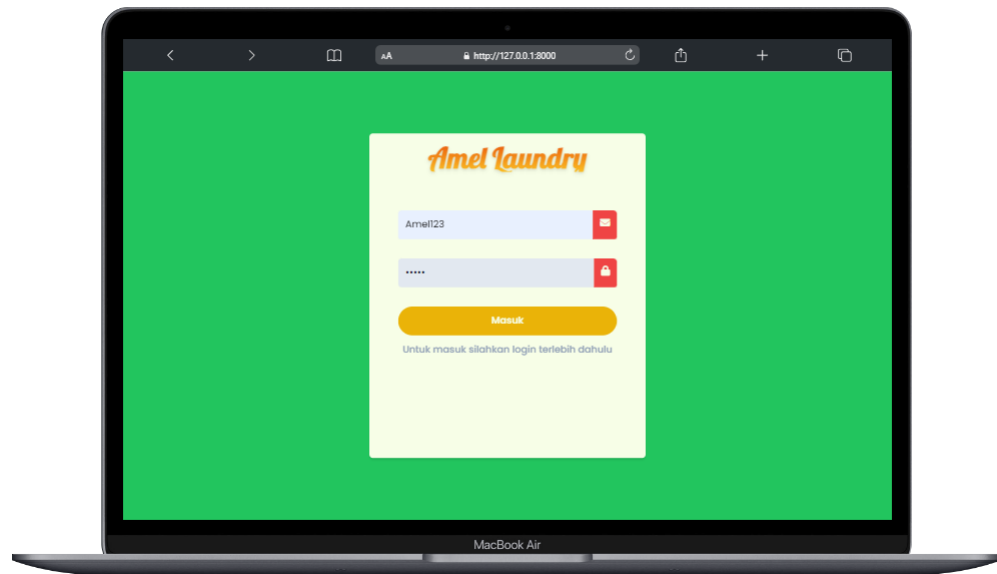 AA
http://127.0.0.1:8000
Amel Laundry
Amel123
•••••
Masuk
Untuk masuk silahkan login terlebih dahulu
MacBook Air